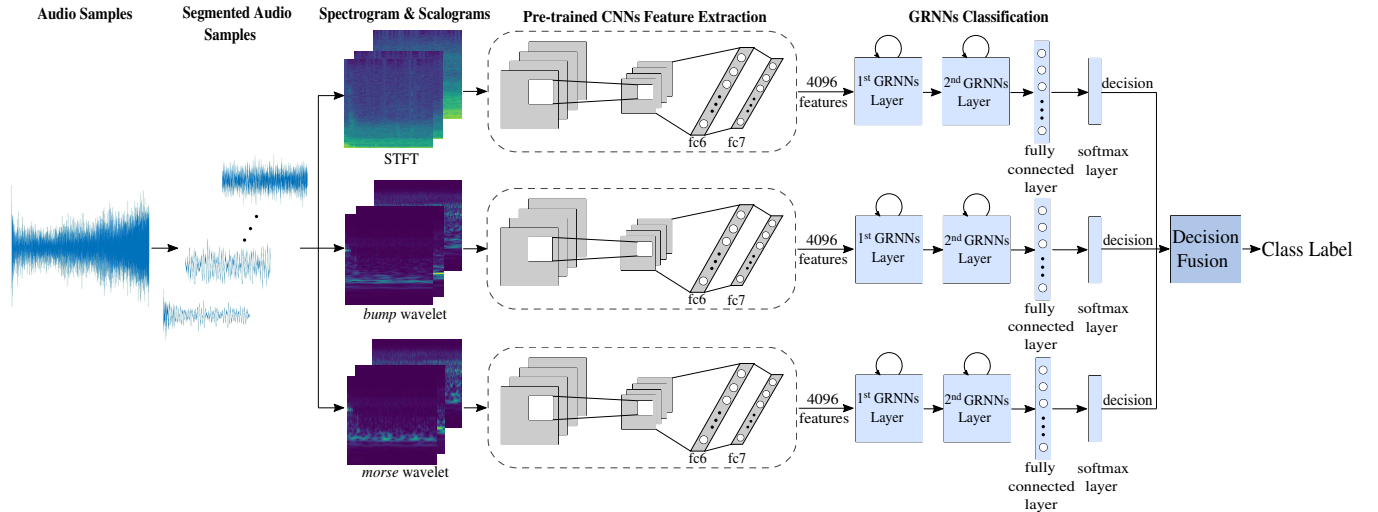 Audio Samples
Segmented Audio
Samples
Spectrogram & Scalograms
Pre-trained CNNs Feature Extraction
GRNNs Classification
STFT
fc6
fc7
4096
features
1st GRNNs
Layer
2nd GRNNs
Layer
fully
connected
layer
softmax
layer
decision
bump wavelet
fc6
fc7
4096
features
1st GRNNs
Layer
2nd GRNNs
Layer
fully
connected
layer
softmax
layer
decision
morse wavelet
fc6
fc7
4096
features
1st GRNNs
Layer
2nd GRNNs
Layer
fully
connected
layer
softmax
layer
decision
Decision
Fusion
Class Label